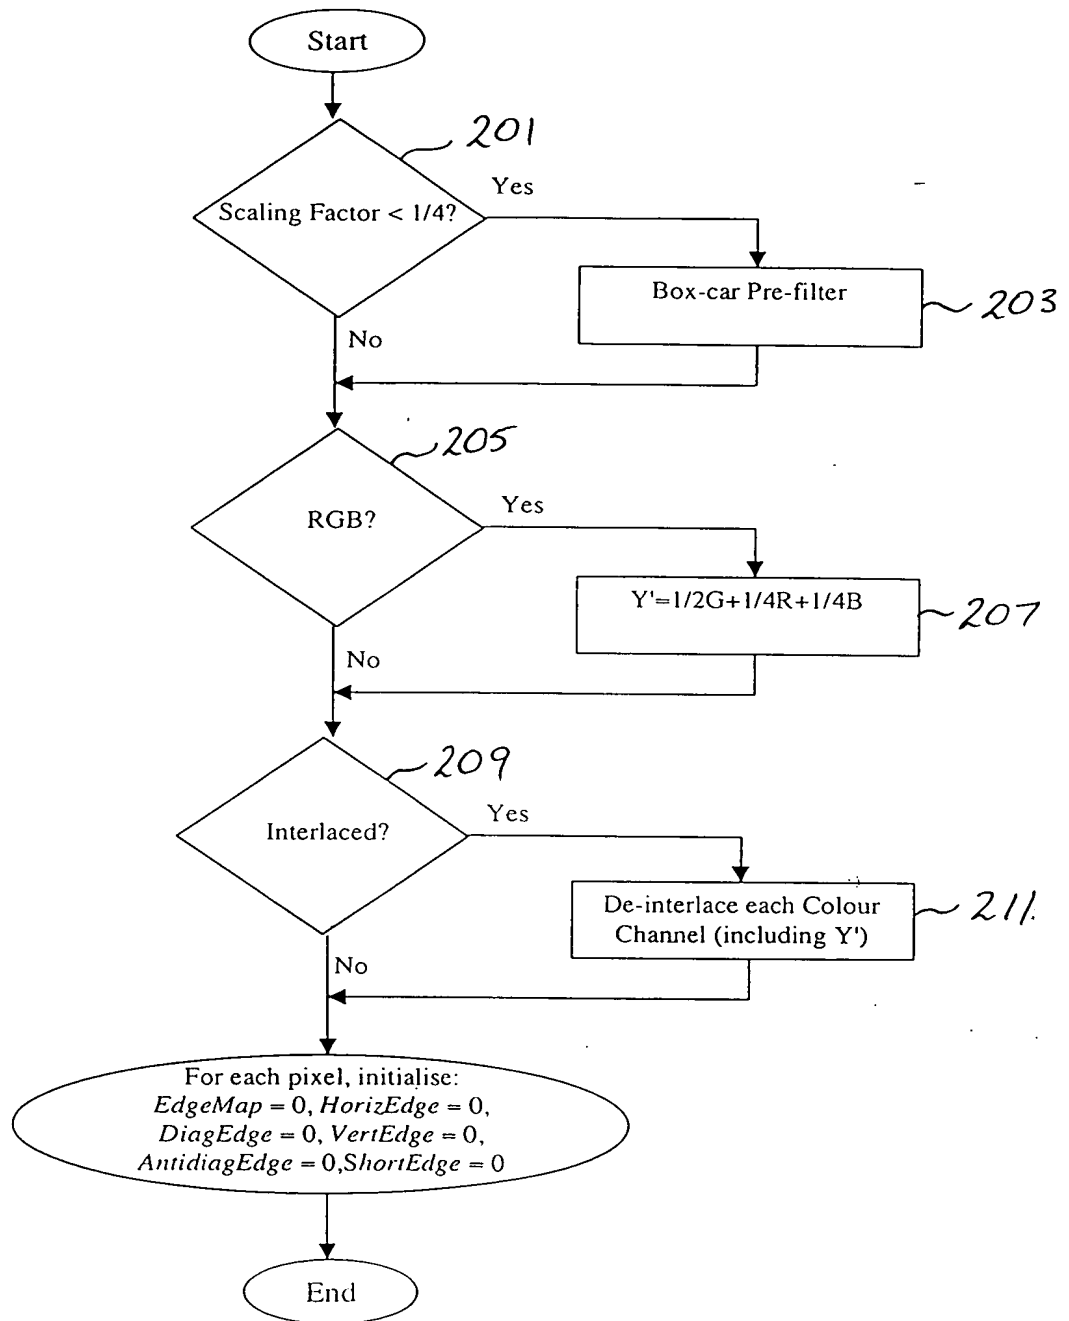 Start
201
Scaling Factor < 1/4?
Yes
Box-car Pre-filter
203
No
205
RGB?
Yes
Y'=1/2G+1/4R+1/4B
207
No
209
Interlaced?
Yes
De-interlace each Colour
Channel (including Y')
211.
No
For each pixel, initialise:
EdgeMap = 0, HorizEdge = 0,
DiagEdge = 0, VertEdge = 0,
AntidiagEdge = 0,ShortEdge = 0
End